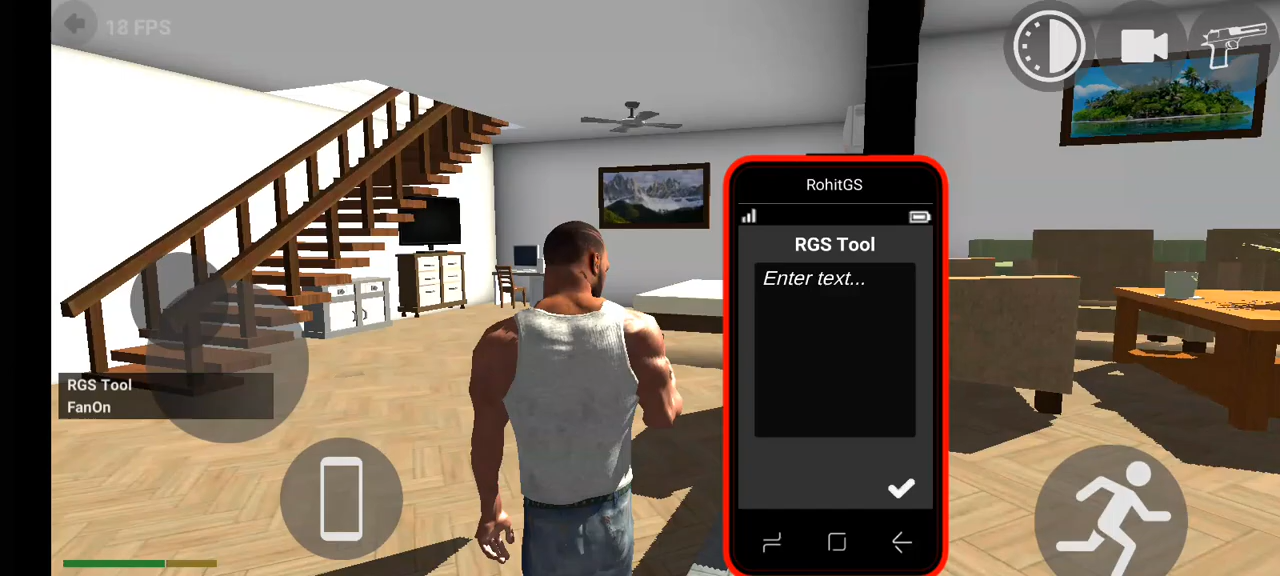 18 FPS
RohitGS
RGS Tool
Enter text...
RGS Tool
FanOn